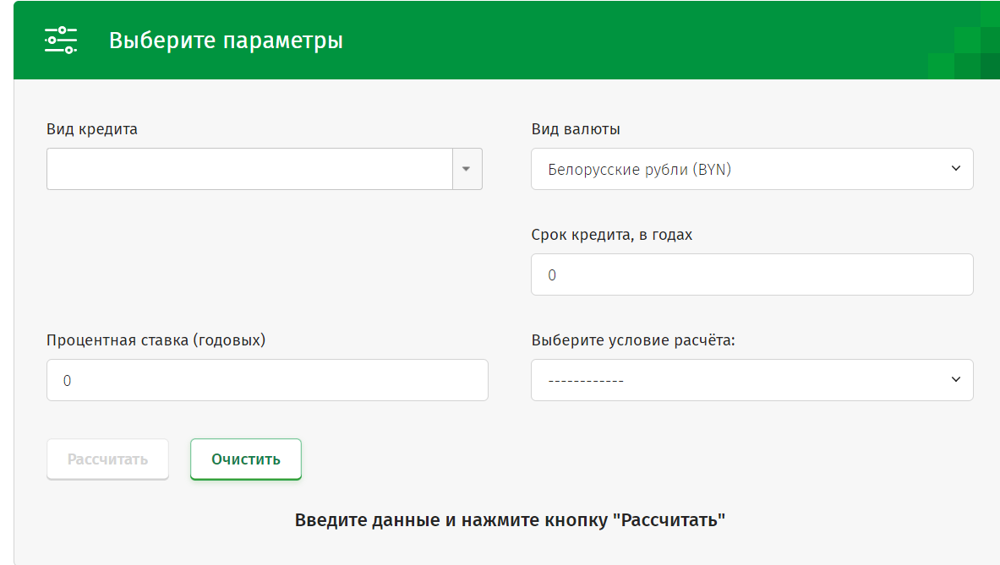 Выберите параметры
Вид кредита
Вид валюты
Белорусские рубли (BYN)
Срок кредита, в годах
0
Процентная ставка (годовых)
Выберите условие расчёта:
0
------------
Рассчитать
Очистить
Введите данные и нажмите кнопку "Рассчитать"